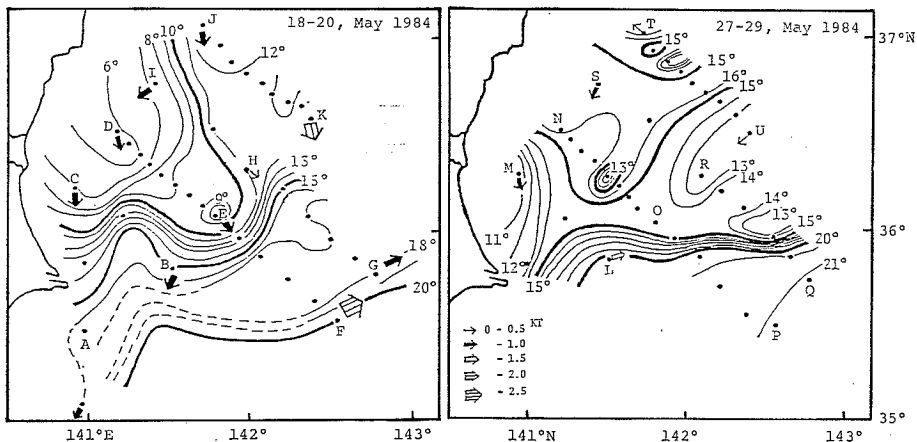 18-20, May 1984
J
8° 10°
12°
6°
I
K
D
H
13°
15°
C
8°
E
B
G
18°
20°
F
A
141°E 142° 143°
27-29, May 1984
T
15°
37°N
15°
16°
15°
S
N
U
M
13°
R
13°
14°
O
14°
13°
15°
36°
11°
20°
12°
L
21°
15°
Q
P
0 - 0.5 KT
- 1.0
- 1.5
- 2.0
- 2.5
35°
141°N 142° 143°